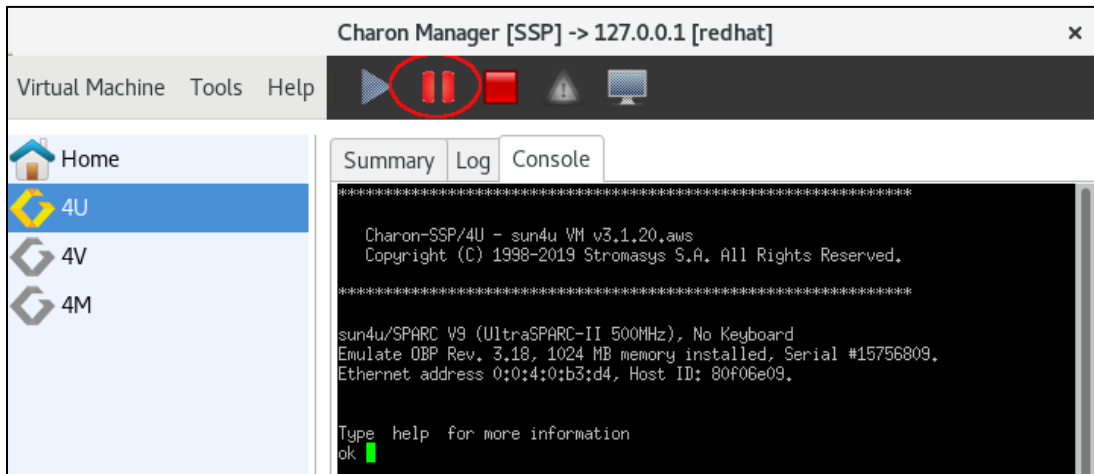 Charon Manager [SSP] -> 127.0.0.1 [redhat] ×
Virtual Machine Tools Help
Home
4U
4V
4M
Summary Log Console
**********************************************************************
Charon-SSP/4U - sun4u VM v3.1.20.aws
Copyright (C) 1998-2019 Stromasys S.A. All Rights Reserved.
**********************************************************************
sun4u/SPARC V9 (UltraSPARC-II 500MHz), No Keyboard
Emulate OBP Rev. 3.18, 1024 MB memory installed, Serial #15756809.
Ethernet address 0:0:4:0:b3:d4, Host ID: 80f06e09.
Type help for more information
ok